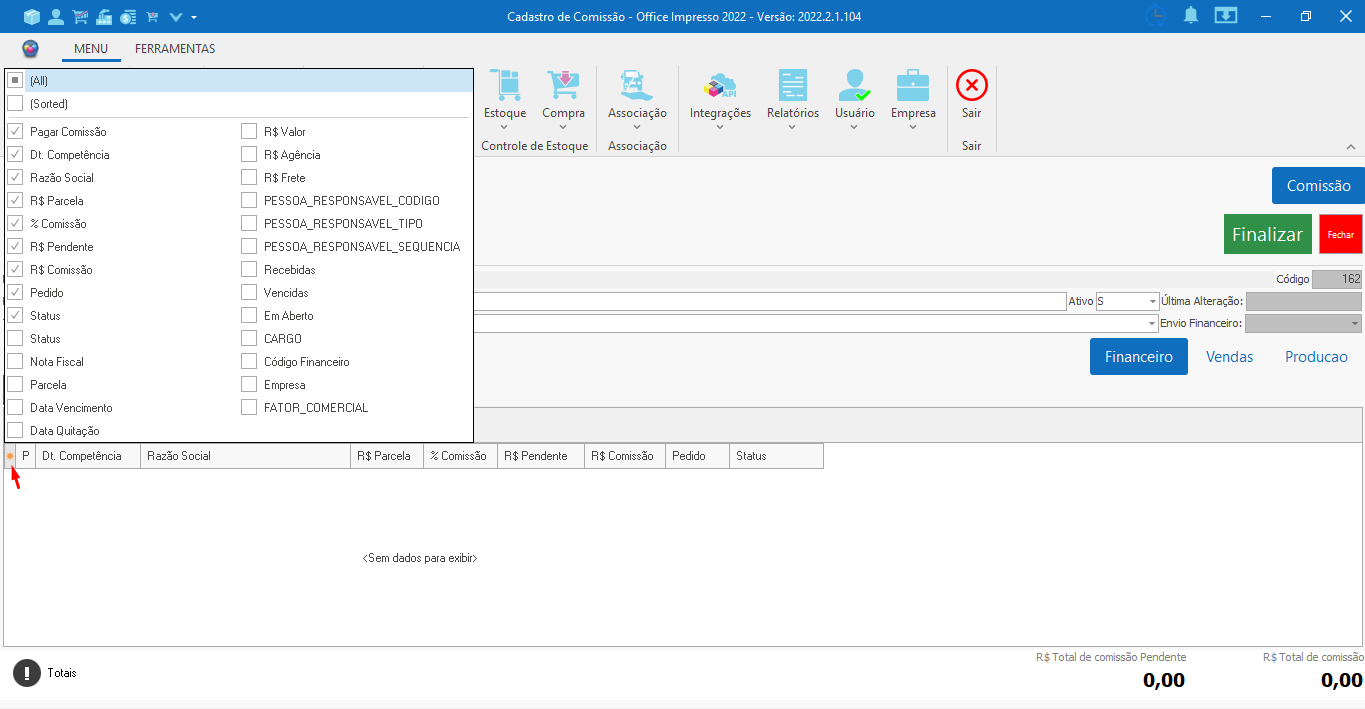 Cadastro de Comissão - Office Impresso 2022 - Versão: 2022.2.1.104
MENU FERRAMENTAS
(All)
(Sorted)
Pagar Comissão
Dt. Competência
Razão Social
R$ Parcela
% Comissão
R$ Pendente
R$ Comissão
Pedido
Status
Status
Nota Fiscal
Parcela
Data Vencimento
Data Quitação
R$ Valor
R$ Agência
R$ Frete
PESSOA_RESPONSAVEL_CODIGO
PESSOA_RESPONSAVEL_TIPO
PESSOA_RESPONSAVEL_SEQUENCIA
Recebidas
Vencidas
Em Aberto
CARGO
Código Financeiro
Empresa
FATOR_COMERCIAL
API
Estoque Compra Associação Integrações Relatórios Usuário Empresa Sair
Controle de Estoque Associação Sair
Comissão
Finalizar Fechar
Código 162
Ativo S Última Alteração:
Envio Financeiro:
Financeiro Vendas Producao
P Dt. Competência Razão Social R$ Parcela % Comissão R$ Pendente R$ Comissão Pedido Status
<Sem dados para exibir>
Totais
R$ Total de comissão Pendente R$ Total de comissão
0,00 0,00